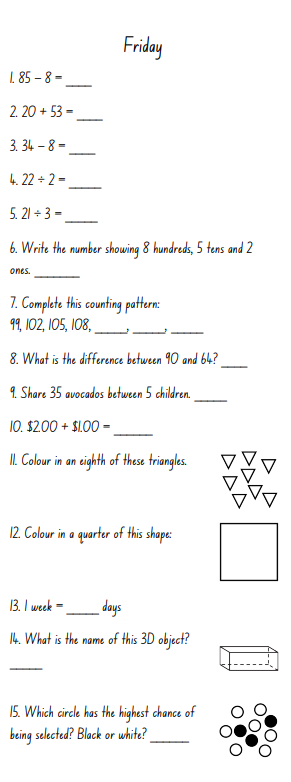 Friday
1. 85 – 8 = ____
2. 20 + 53 = ____
3. 34 – 8 = ____
4. 22 ÷ 2 = _____
5. 21 ÷ 3 = _____
6. Write the number showing 8 hundreds, 5 tens and 2
ones. _______
7. Complete this counting pattern:
99, 102, 105, 108, _____, _____, _____
8. What is the difference between 90 and 64? ____
9. Share 35 avocados between 5 children. _____
10. $2.00 + $1.00 = ______
11. Colour in an eighth of these triangles.
12. Colour in a quarter of this shape:
13. 1 week = _____ days
14. What is the name of this 3D object?
_____
15. Which circle has the highest chance of
being selected? Black or white? ______